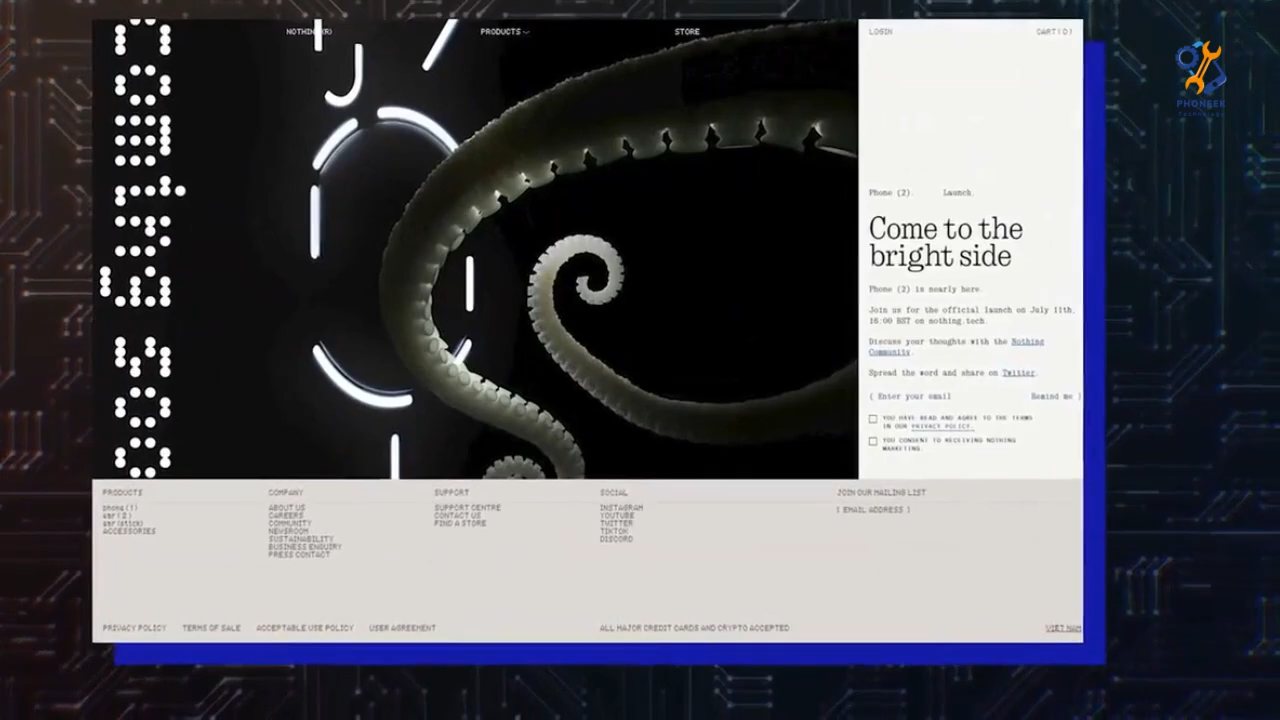 coming soon
NOTHING (R)
PRODUCTS
STORE
LOGIN
CART(0)
PHONEEK
Technology
Phone (2). Launch.
Come to the
bright side
Phone (2) is nearly here.
Join us for the official launch on July 11th,
16:00 BST on nothing.tech.
Discuss your thoughts with the Nothing
Community.
Spread the word and share on Twitter.
( Enter your email Remind me )
YOU HAVE READ AND AGREE TO THE TERMS
IN OUR PRIVACY POLICY.
YOU CONSENT TO RECEIVING NOTHING
MARKETING.
PRODUCTS
phone (1)
ear (2)
ear (stick)
ACCESSORIES
COMPANY
ABOUT US
CAREERS
COMMUNITY
NEWSROOM
SUSTAINABILITY
BUSINESS ENQUIRY
PRESS CONTACT
SUPPORT
SUPPORT CENTRE
CONTACT US
FIND A STORE
SOCIAL
INSTAGRAM
YOUTUBE
TWITTER
TIKTOK
DISCORD
JOIN OUR MAILING LIST
( EMAIL ADDRESS )
PRIVACY POLICY TERMS OF SALE ACCEPTABLE USE POLICY USER AGREEMENT
ALL MAJOR CREDIT CARDS AND CRYPTO ACCEPTED
VIET NAM